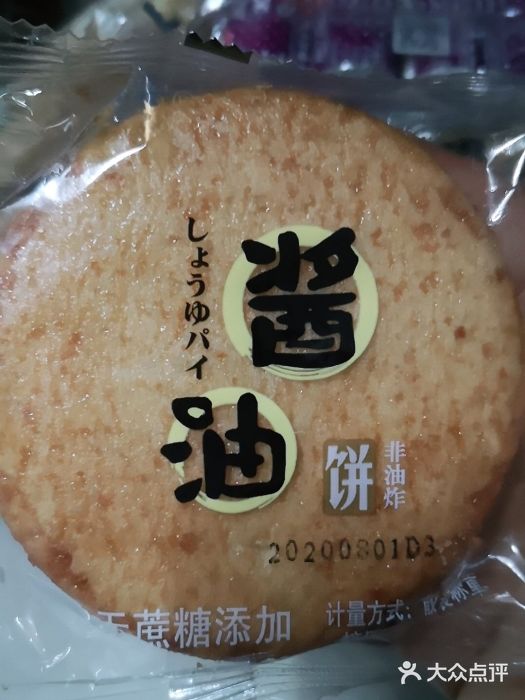 しょうゆパイ
酱
油
饼
非油炸
20200801D3
蔗糖添加
计量方式：
大众点评